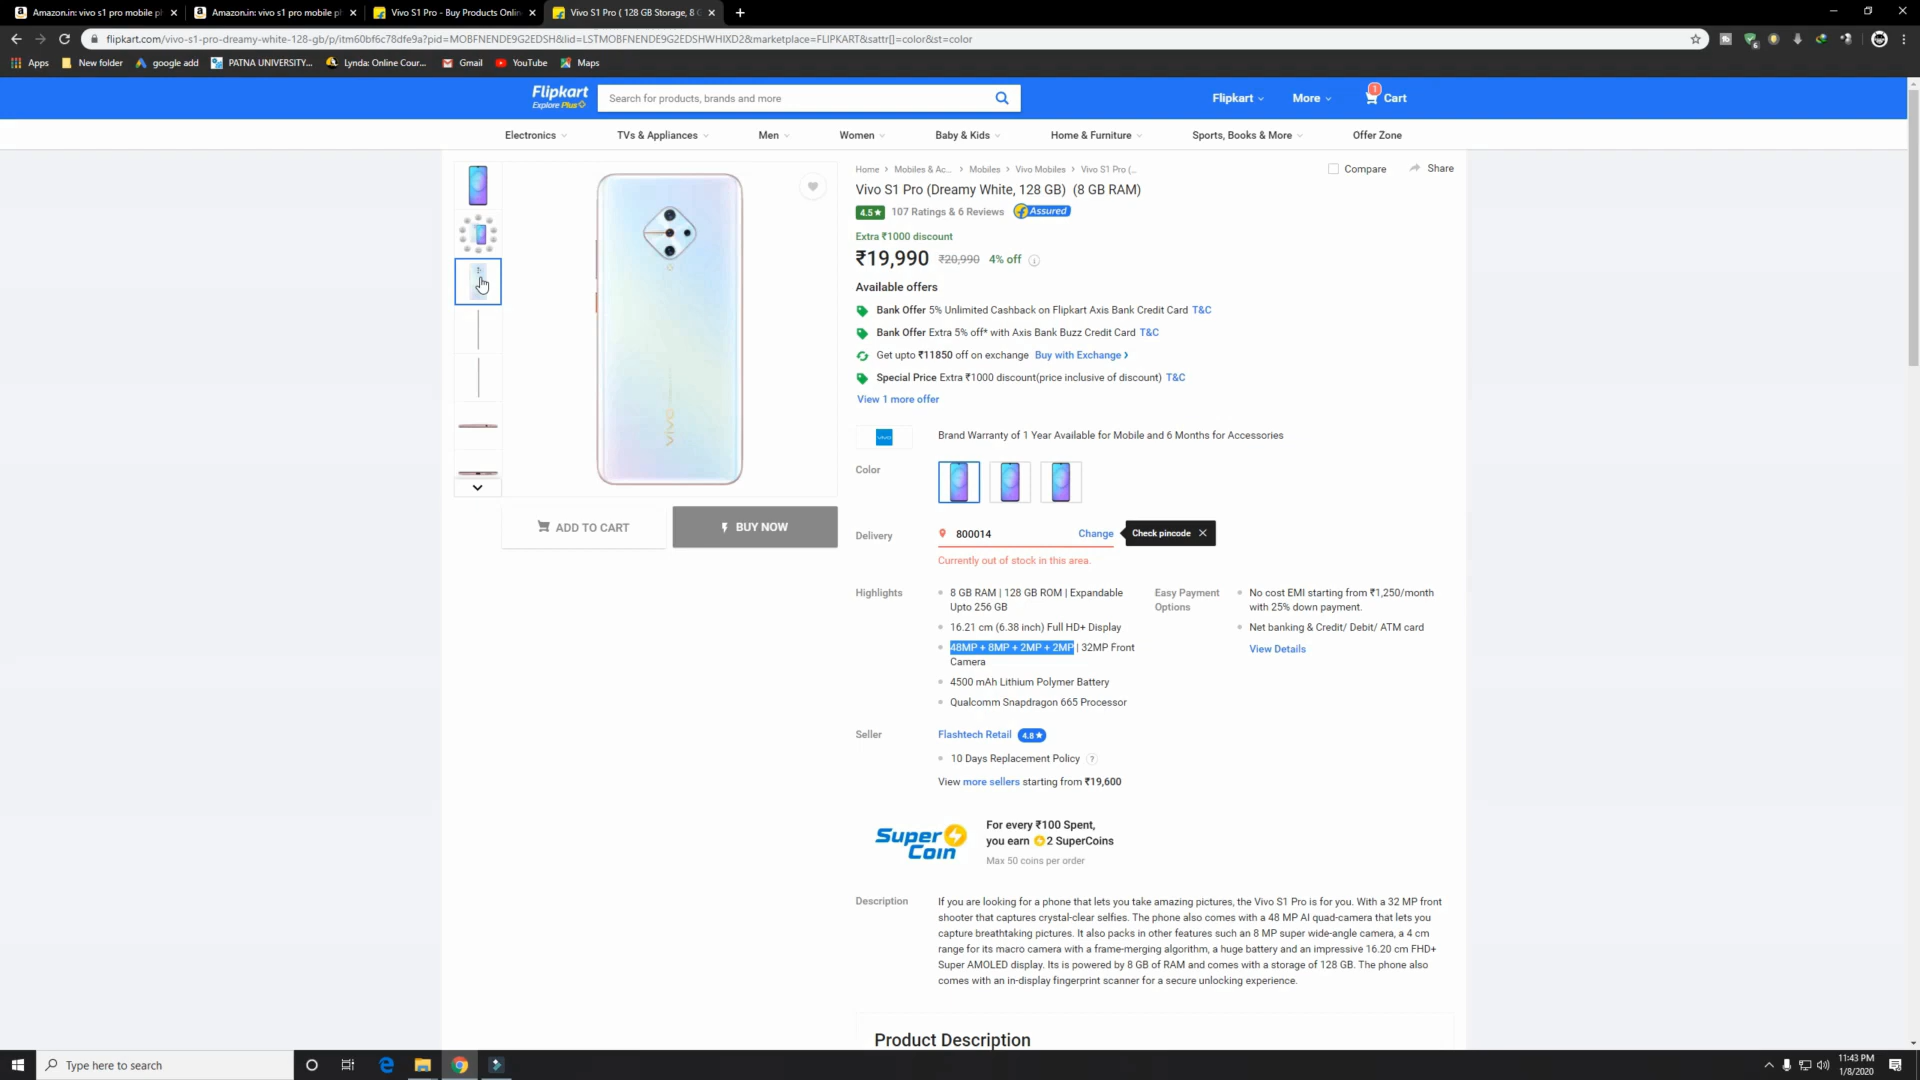 Amazon.in: vivo s1 pro mobile ph
Amazon.in: vivo s1 pro mobile ph
Vivo S1 Pro - Buy Products Onlin
Vivo S1 Pro ( 128 GB Storage, 8 G
flipkart.com/vivo-s1-pro-dreamy-white-128-gb/p/itm60bf6c78dfe9a?pid=MOBFNENDE9G2EDSH&lid=LSTMOBFNENDE9G2EDSHWHIXD2&marketplace=FLIPKART&sattr[]=color&st=color
Apps New folder google add PATNA UNIVERSITY... Lynda: Online Cour... Gmail YouTube Maps
Flipkart
Explore Plus
Search for products, brands and more
Flipkart More 1 Cart
Electronics TVs & Appliances Men Women Baby & Kids Home & Furniture Sports, Books & More Offer Zone
Home > Mobiles & Ac... > Mobiles > Vivo Mobiles > Vivo S1 Pro (...
Compare Share
Vivo S1 Pro (Dreamy White, 128 GB) (8 GB RAM)
4.5★ 107 Ratings & 6 Reviews Assured
Extra ₹1000 discount
₹19,990 ₹20,990 4% off
Available offers
Bank Offer 5% Unlimited Cashback on Flipkart Axis Bank Credit Card T&C
Bank Offer Extra 5% off* with Axis Bank Buzz Credit Card T&C
Get upto ₹11850 off on exchange Buy with Exchange >
Special Price Extra ₹1000 discount(price inclusive of discount) T&C
View 1 more offer
vivo
vivo Brand Warranty of 1 Year Available for Mobile and 6 Months for Accessories
Color
ADD TO CART BUY NOW
Delivery 800014 Change Check pincode
Currently out of stock in this area.
Highlights
8 GB RAM | 128 GB ROM | Expandable
Upto 256 GB
16.21 cm (6.38 inch) Full HD+ Display
48MP + 8MP + 2MP + 2MP | 32MP Front
Camera
4500 mAh Lithium Polymer Battery
Qualcomm Snapdragon 665 Processor
Easy Payment
Options
No cost EMI starting from ₹1,250/month
with 25% down payment.
Net banking & Credit/ Debit/ ATM card
View Details
Seller Flashtech Retail 4.8★
10 Days Replacement Policy ?
View more sellers starting from ₹19,600
Super
Coin
For every ₹100 Spent,
you earn 2 SuperCoins
Max 50 coins per order
Description
If you are looking for a phone that lets you take amazing pictures, the Vivo S1 Pro is for you. With a 32 MP front
shooter that captures crystal-clear selfies. The phone also comes with a 48 MP AI quad-camera that lets you
capture breathtaking pictures. It also packs in other features such an 8 MP super wide-angle camera, a 4 cm
range for its macro camera with a frame-merging algorithm, a huge battery and an impressive 16.20 cm FHD+
Super AMOLED display. Its is powered by 8 GB of RAM and comes with a storage of 128 GB. The phone also
comes with an in-display fingerprint scanner for a secure unlocking experience.
Product Description
Type here to search
11:43 PM
1/8/2020